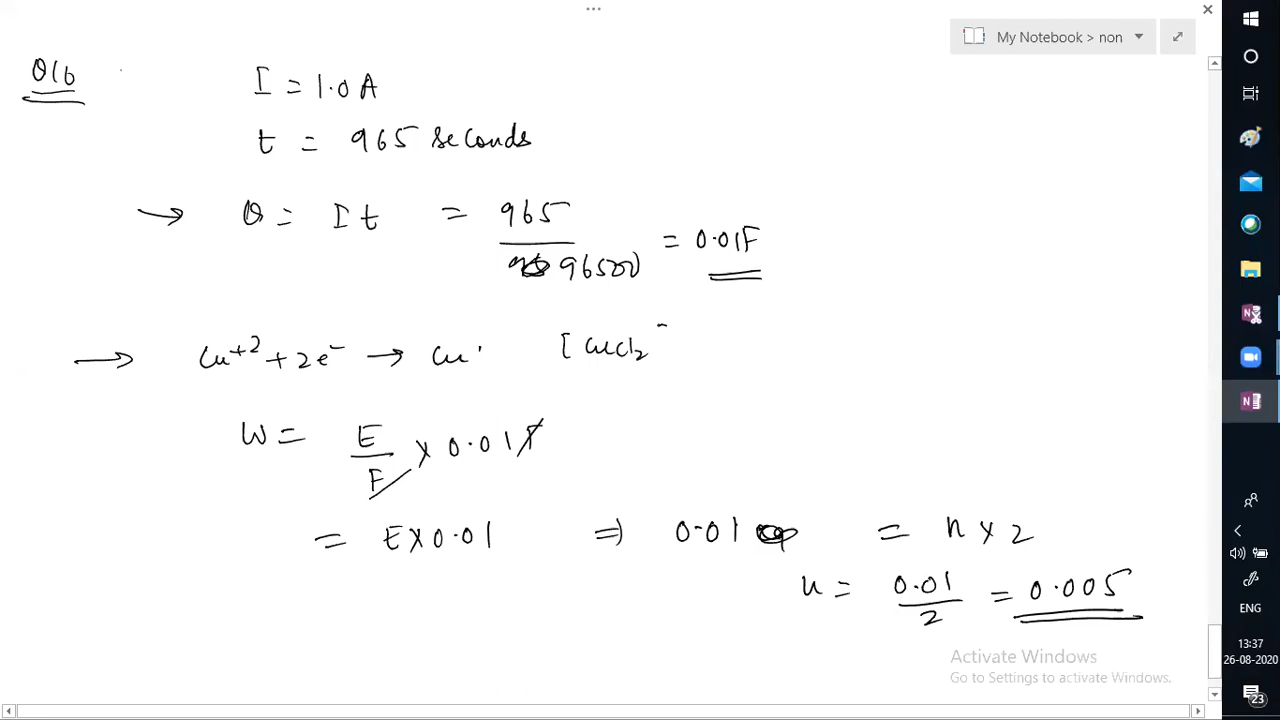 ...
My Notebook > non
Q16
I = 1.0 A
t = 965 seconds
→ Q = It = 965 / 96500 = 0.01F
→ Cu+2 + 2e- → Cu [CuCl2
W = E/F × 0.01F
= E × 0.01 ⇒ 0.01 = n × 2
n = 0.01/2 = 0.005
Activate Windows
Go to Settings to activate Windows.
ENG
13:37
26-08-2020
23